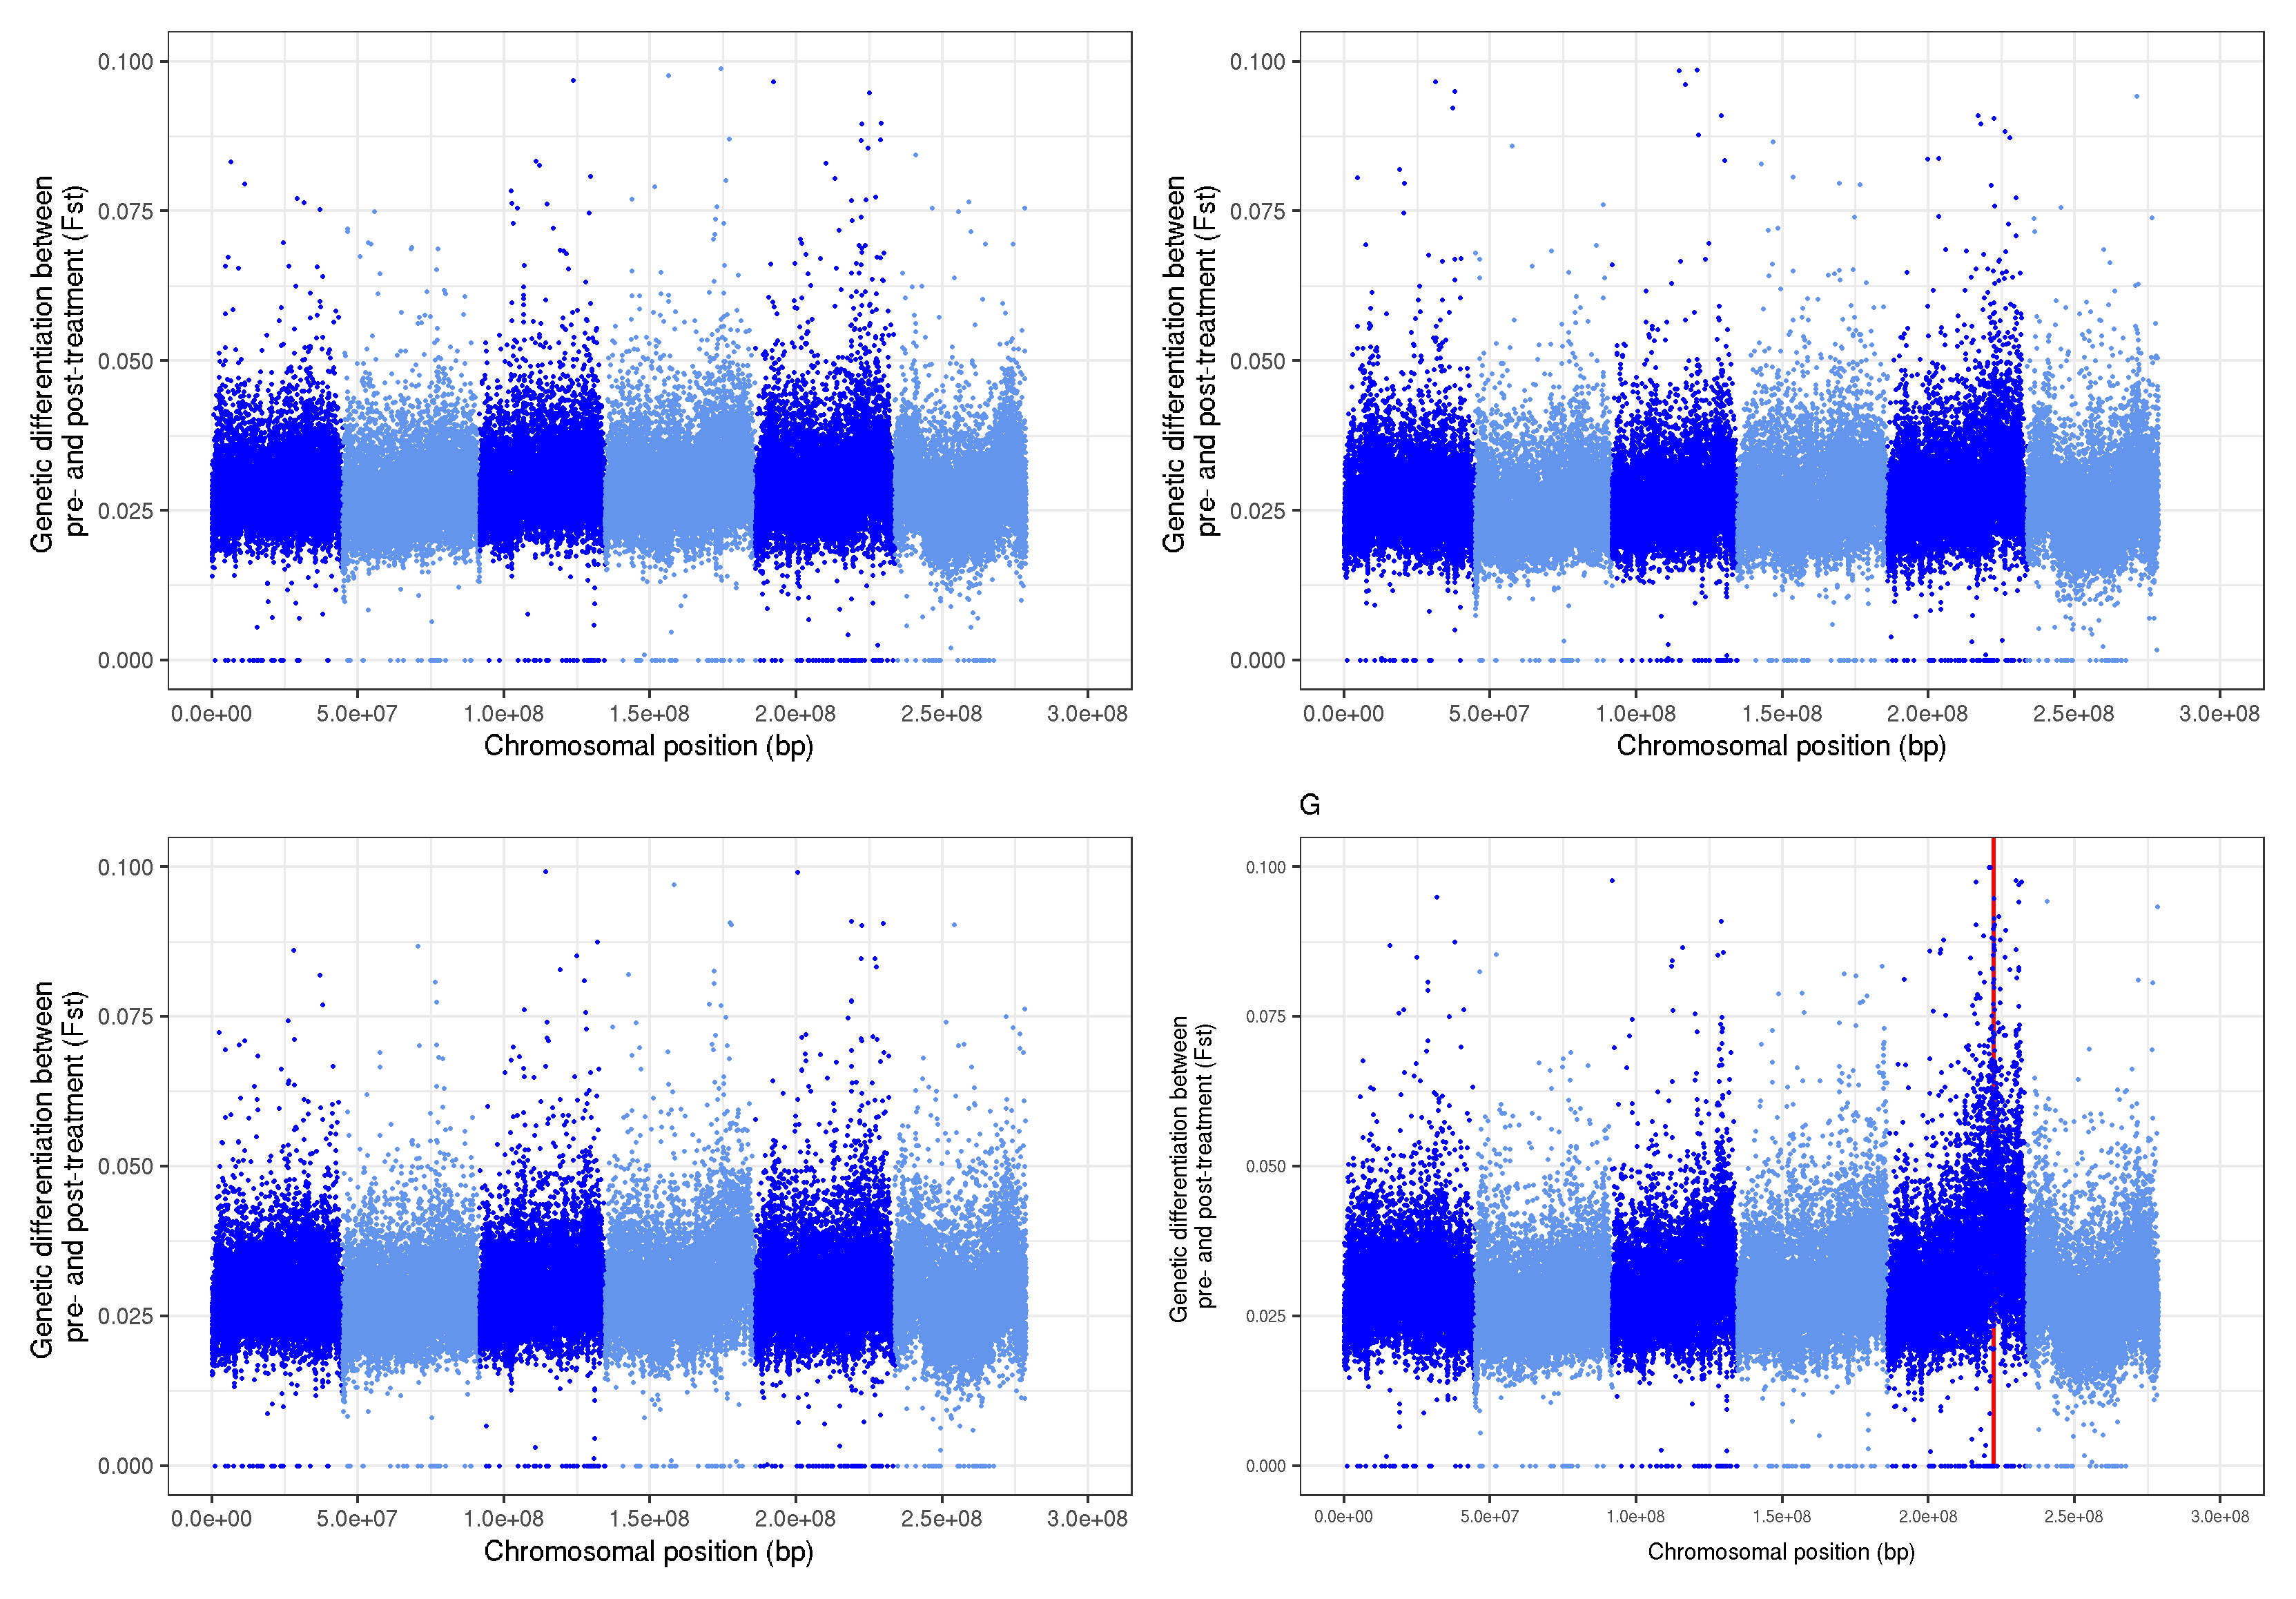 Genetic differentiation between
pre- and post-treatment (Fst)
0.100
0.075
0.050
0.025
0.000
0.0e+00 5.0e+07 1.0e+08 1.5e+08 2.0e+08 2.5e+08 3.0e+08
Chromosomal position (bp)
Genetic differentiation between
pre- and post-treatment (Fst)
0.100
0.075
0.050
0.025
0.000
0.0e+00 5.0e+07 1.0e+08 1.5e+08 2.0e+08 2.5e+08 3.0e+08
Chromosomal position (bp)
Genetic differentiation between
pre- and post-treatment (Fst)
0.100
0.075
0.050
0.025
0.000
0.0e+00 5.0e+07 1.0e+08 1.5e+08 2.0e+08 2.5e+08 3.0e+08
Chromosomal position (bp)
G
Genetic differentiation between
pre- and post-treatment (Fst)
0.100
0.075
0.050
0.025
0.000
0.0e+00 5.0e+07 1.0e+08 1.5e+08 2.0e+08 2.5e+08 3.0e+08
Chromosomal position (bp)